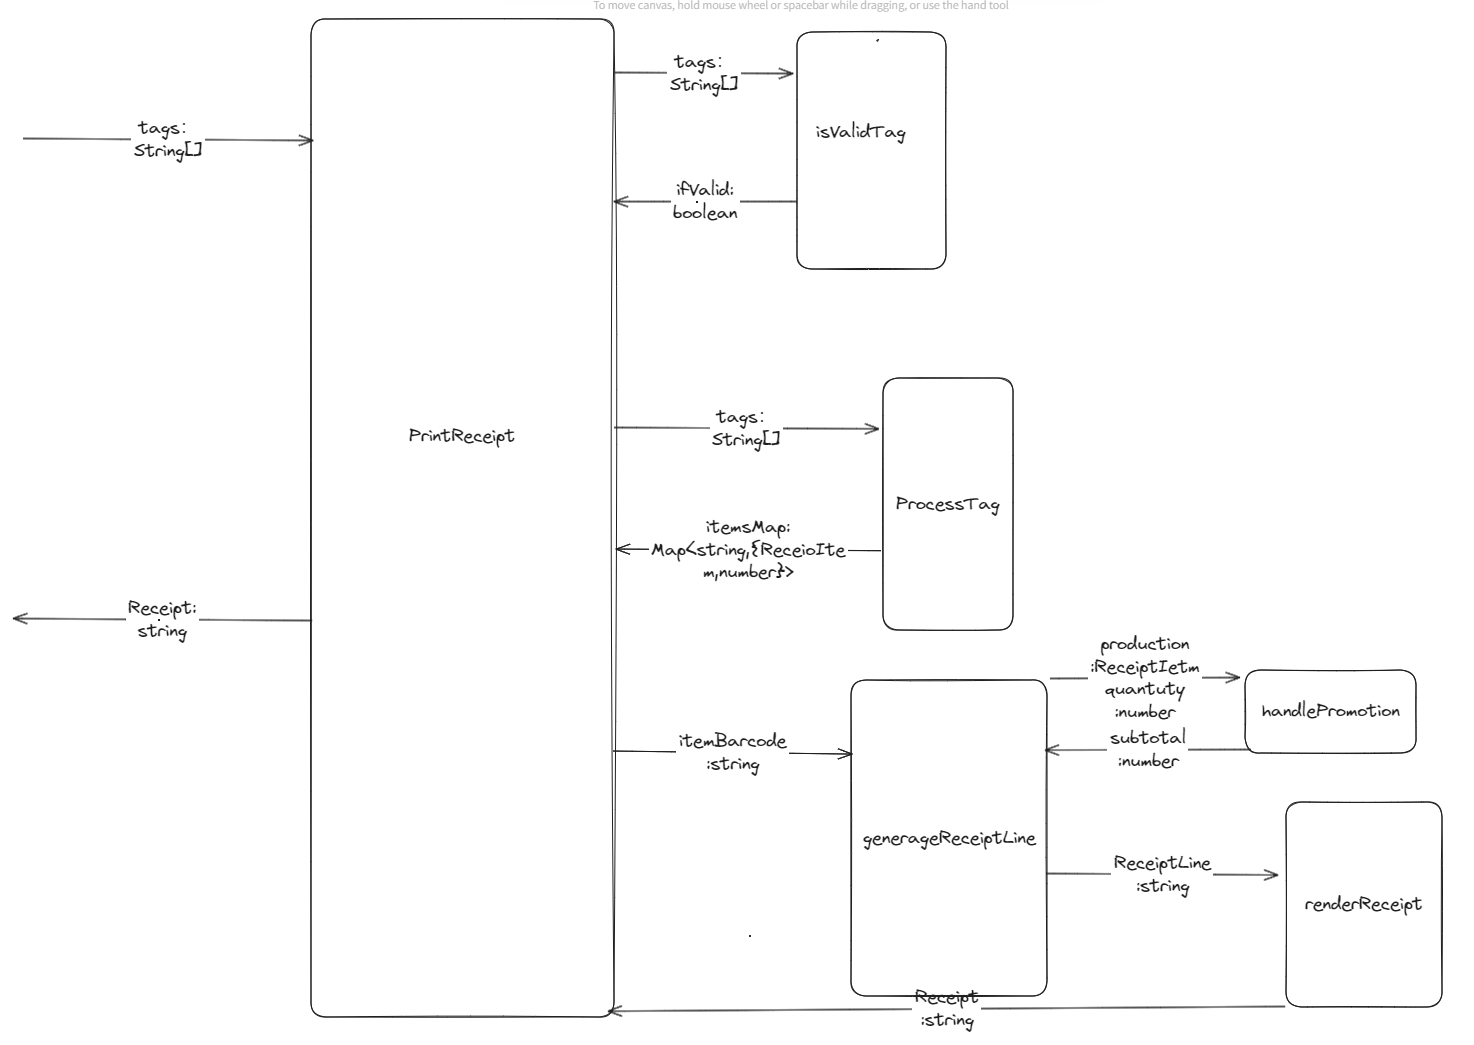 To move canvas, hold mouse wheel or spacebar while dragging, or use the hand tool
tags:
String[]
isValidTag
tags:
String[]
ifValid:
boolean
PrintReceipt
tags:
String[]
ProcessTag
itemsMap:
Map<string,{ReceioIte
m,number}>
Receipt:
string
production
:ReceiptIetm
quantuty
:number
handlePromotion
subtotal
:number
itemBarcode
:string
generageReceiptLine
ReceiptLine
:string
renderReceipt
Receipt
:string